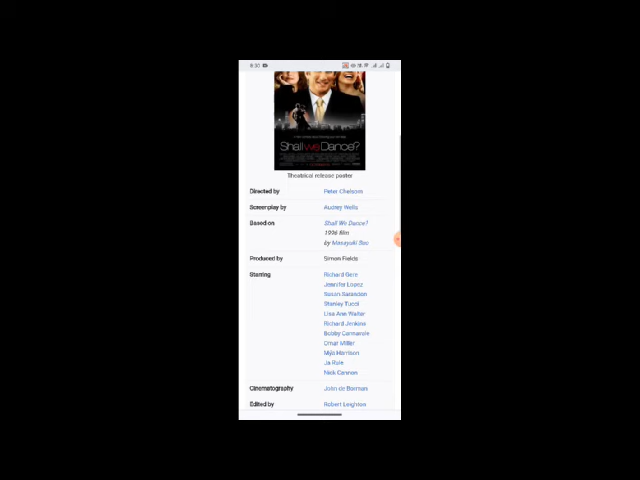 8:30
Shall we Dance?
Theatrical release poster
Directed by Peter Chelsom
Screenplay by Audrey Wells
Based on Shall We Dance?
1996 film
by Masayuki Suo
Produced by Simon Fields
Starring Richard Gere
Jennifer Lopez
Susan Sarandon
Stanley Tucci
Lisa Ann Walter
Richard Jenkins
Bobby Cannavale
Omar Miller
Mýa Harrison
Ja Rule
Nick Cannon
Cinematography John de Borman
Edited by Robert Leighton